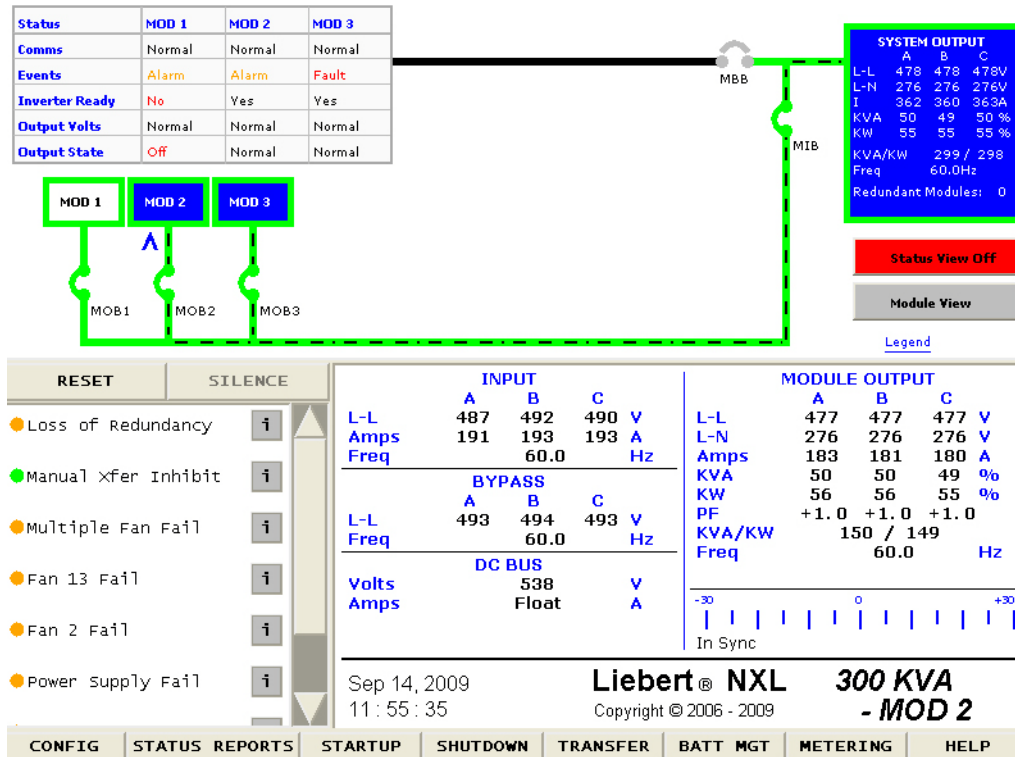 Status MOD 1 MOD 2 MOD 3
Comms Normal Normal Normal
Events Alarm Alarm Fault
Inverter Ready No Yes Yes
Output Volts Normal Normal Normal
Output State Off Normal Normal
MBB
MIB
SYSTEM OUTPUT
A B C
L-L 478 478 478V
L-N 276 276 276V
I 362 360 363A
KVA 50 49 50 %
KW 55 55 55 %
KVA/KW 299 / 298
Freq 60.0Hz
Redundant Modules: 0
MOD 1 MOD 2 MOD 3
MOB1 MOB2 MOB3
Status View Off
Module View
Legend
RESET SILENCE
Loss of Redundancy i
Manual Xfer Inhibit i
Multiple Fan Fail i
Fan 13 Fail i
Fan 2 Fail i
Power Supply Fail i
INPUT
A B C
L-L 487 492 490 V
Amps 191 193 193 A
Freq 60.0 Hz
BYPASS
A B C
L-L 493 494 493 V
Freq 60.0 Hz
DC BUS
Volts 538 V
Amps Float A
MODULE OUTPUT
A B C
L-L 477 477 477 V
L-N 276 276 276 V
Amps 183 181 180 A
KVA 50 50 49 %
KW 56 56 55 %
PF +1.0 +1.0 +1.0
KVA/KW 150 / 149
Freq 60.0 Hz
-30 0 +30
In Sync
Sep 14, 2009
11 : 55 : 35
Liebert ® NXL
Copyright © 2006 - 2009
300 KVA
- MOD 2
CONFIG STATUS REPORTS STARTUP SHUTDOWN TRANSFER BATT MGT METERING HELP